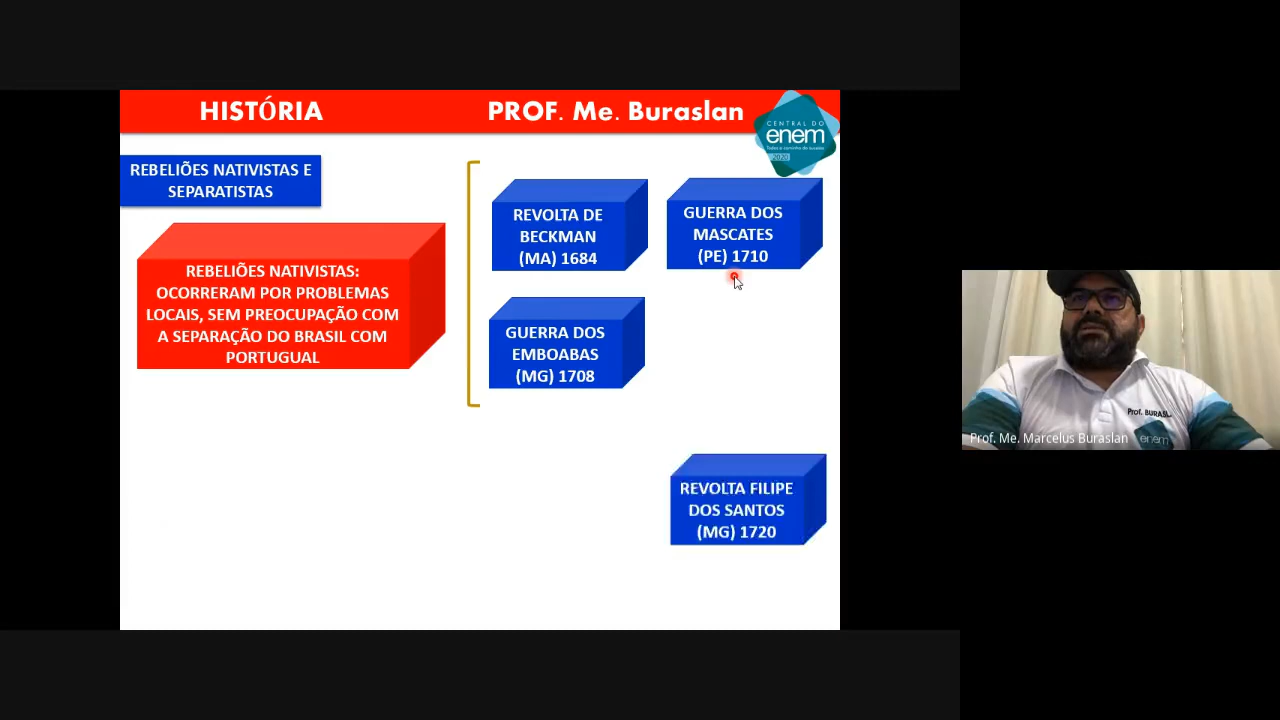 HISTÓRIA
PROF. Me. Buraslan
CENTRAL DO
enem
2020
REBELIÕES NATIVISTAS E
SEPARATISTAS
REBELIÕES NATIVISTAS:
OCORRERAM POR PROBLEMAS
LOCAIS, SEM PREOCUPAÇÃO COM
A SEPARAÇÃO DO BRASIL COM
PORTUGUAL
REVOLTA DE
BECKMAN
(MA) 1684
GUERRA DOS
MASCATES
(PE) 1710
GUERRA DOS
EMBOABAS
(MG) 1708
REVOLTA FILIPE
DOS SANTOS
(MG) 1720
Prof. BURASL
enem
Prof. Me. Marcelus Buraslan